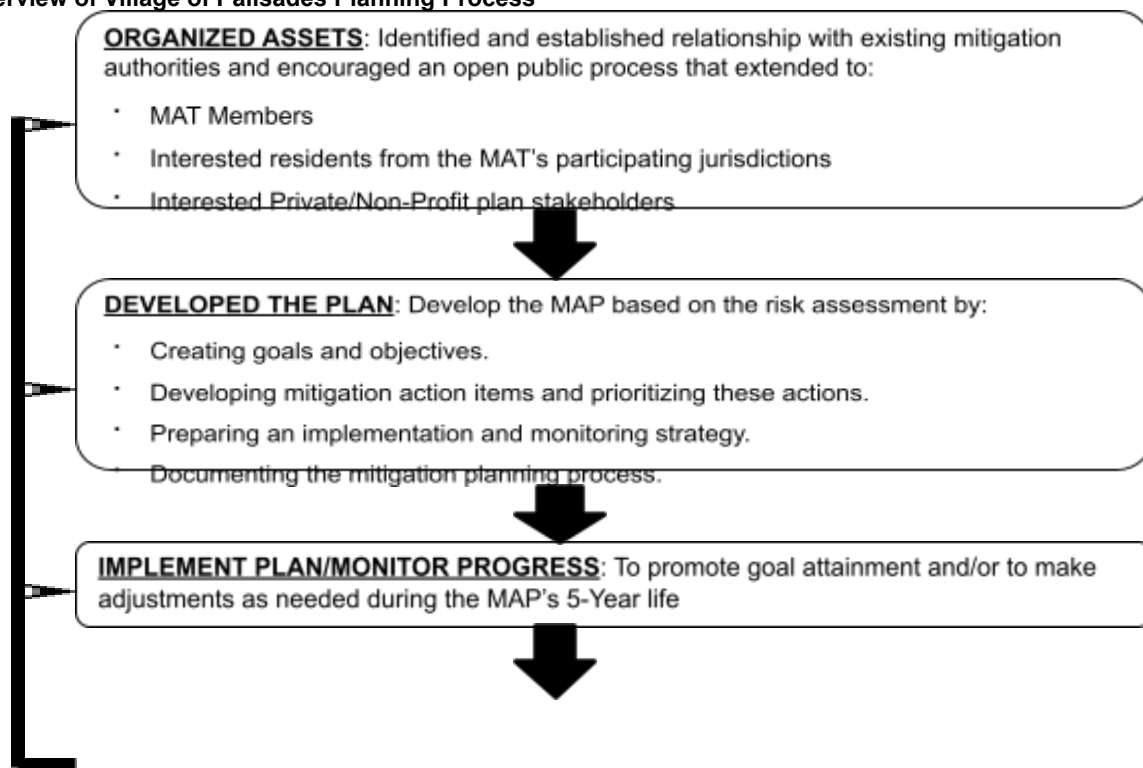 erview of Village of Palisades Planning Process
ORGANIZED ASSETS: Identified and established relationship with existing mitigation
authorities and encouraged an open public process that extended to:
· MAT Members
· Interested residents from the MAT's participating jurisdictions
· Interested Private/Non-Profit plan stakeholders
DEVELOPED THE PLAN: Develop the MAP based on the risk assessment by:
· Creating goals and objectives.
· Developing mitigation action items and prioritizing these actions.
· Preparing an implementation and monitoring strategy.
· Documenting the mitigation planning process.
IMPLEMENT PLAN/MONITOR PROGRESS: To promote goal attainment and/or to make
adjustments as needed during the MAP's 5-Year life